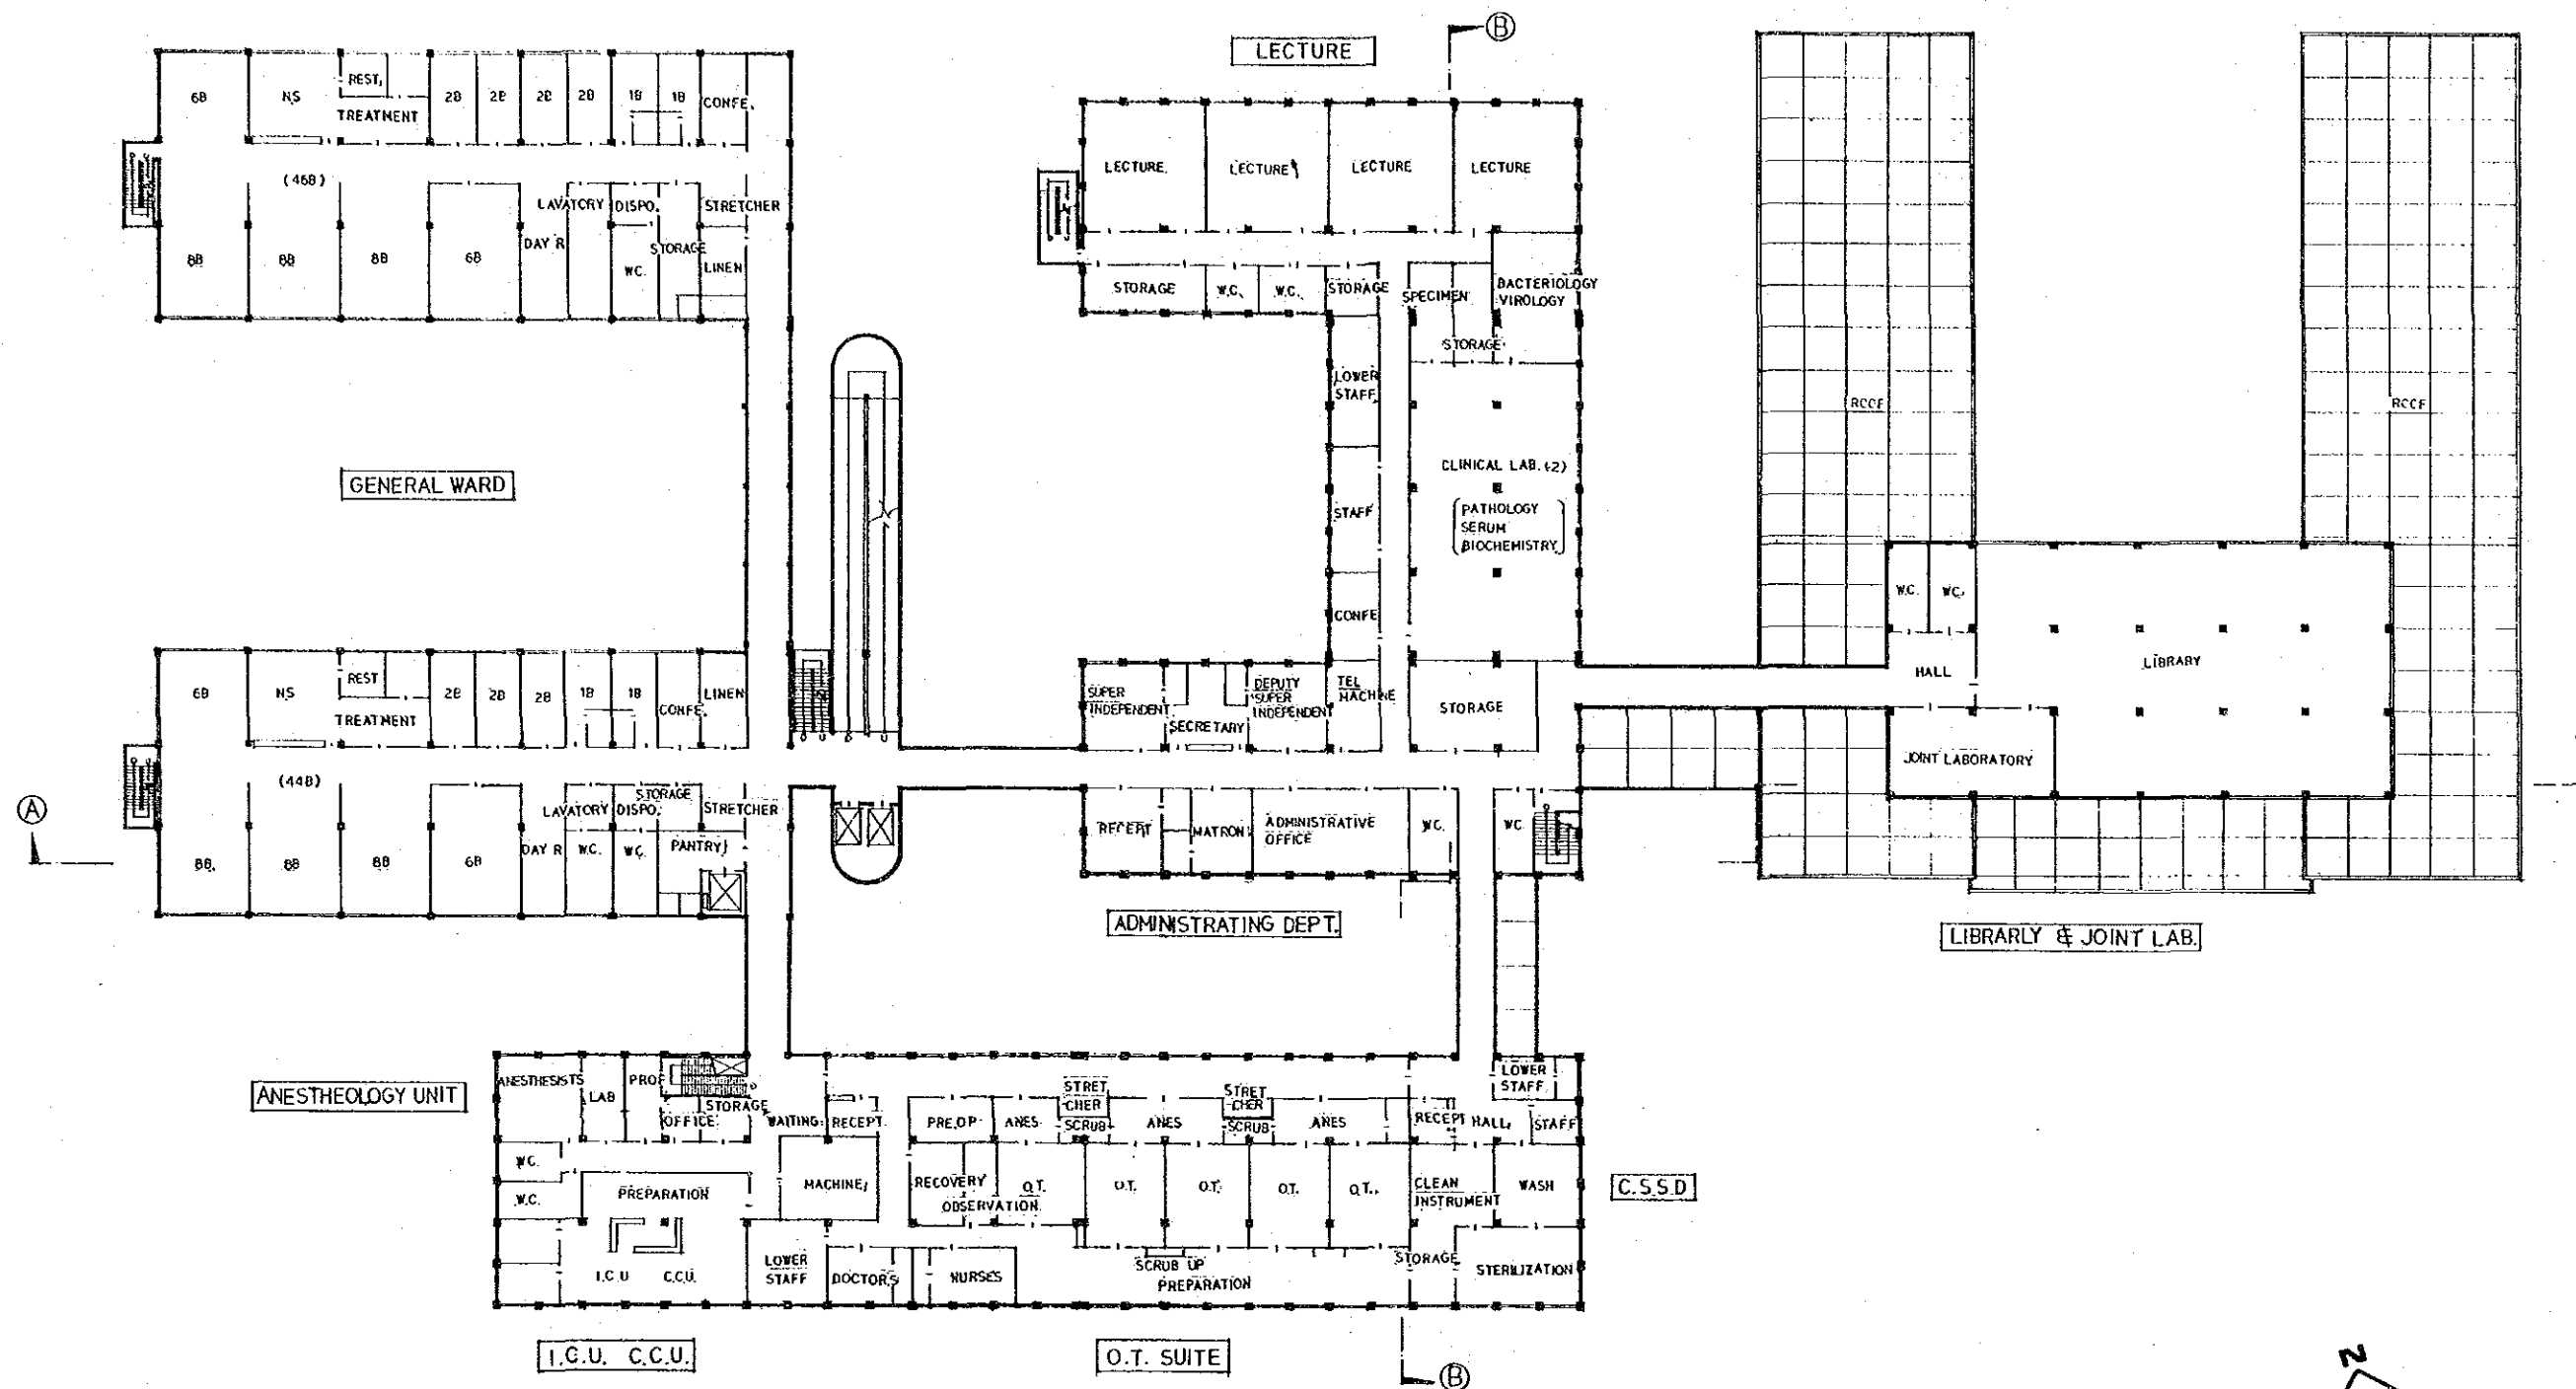 Ⓑ
LECTURE
6B
N.S
REST,
TREATMENT
2B
2B
2B
2B
1B
1B
CONFE.
(46B)
LAVATORY
DISPO.
STRETCHER
8B
8B
8B
6B
DAY R
W.C.
STORAGE
LINEN
LECTURE.
LECTURE
LECTURE
LECTURE
STORAGE
W.C.
W.C.
STORAGE
SPECIMEN
BACTERIOLOGY
VIROLOGY
STORAGE
LOWER
STAFF
RCCF
RCCF
GENERAL WARD
CLINICAL LAB. (2)
PATHOLOGY
SERUM
BIOCHEMISTRY
STAFF
CONFE
W.C.
W.C.
HALL
LIBRARY
JOINT LABORATORY
6B
N.S
REST
TREATMENT
2B
2B
2B
1B
1B
CONFE.
LINEN
D
U
D
U
SUPER
INDEPENDENT
SECRETARY
DEPUTY
SUPER
INDEPENDENT
TEL
MACHINE
STORAGE
Ⓐ
(44B)
LAVATORY
DISPO.
STORAGE
STRETCHER
8B.
8B
8B
6B
DAY R
W.C.
W.C.
PANTRY
RECEPT
MATRON
ADMINISTRATIVE
OFFICE
W.C.
W.C.
ADMINISTRATING DEPT.
LIBRARLY & JOINT LAB.
ANESTHEOLOGY UNIT
ANESTHESISTS
LAB
PROF
OFFICE
STORAGE
WAITING
RECEPT.
PRE.OP
ANES
STRET
CHER
SCRUB
ANES
STRET
CHER
SCRUB
ANES
RECEPT
HALL
LOWER
STAFF
STAFF
W.C.
W.C.
PREPARATION
MACHINE
RECOVERY
OBSERVATION
O.T.
O.T.
O.T.
O.T.
O.T.
CLEAN
INSTRUMENT
WASH
C.S.S.D
I.C.U
C.C.U.
LOWER
STAFF
DOCTORS
NURSES
SCRUB UP
PREPARATION
STORAGE
STERILIZATION
I.C.U. C.C.U.
O.T. SUITE
Ⓑ
N